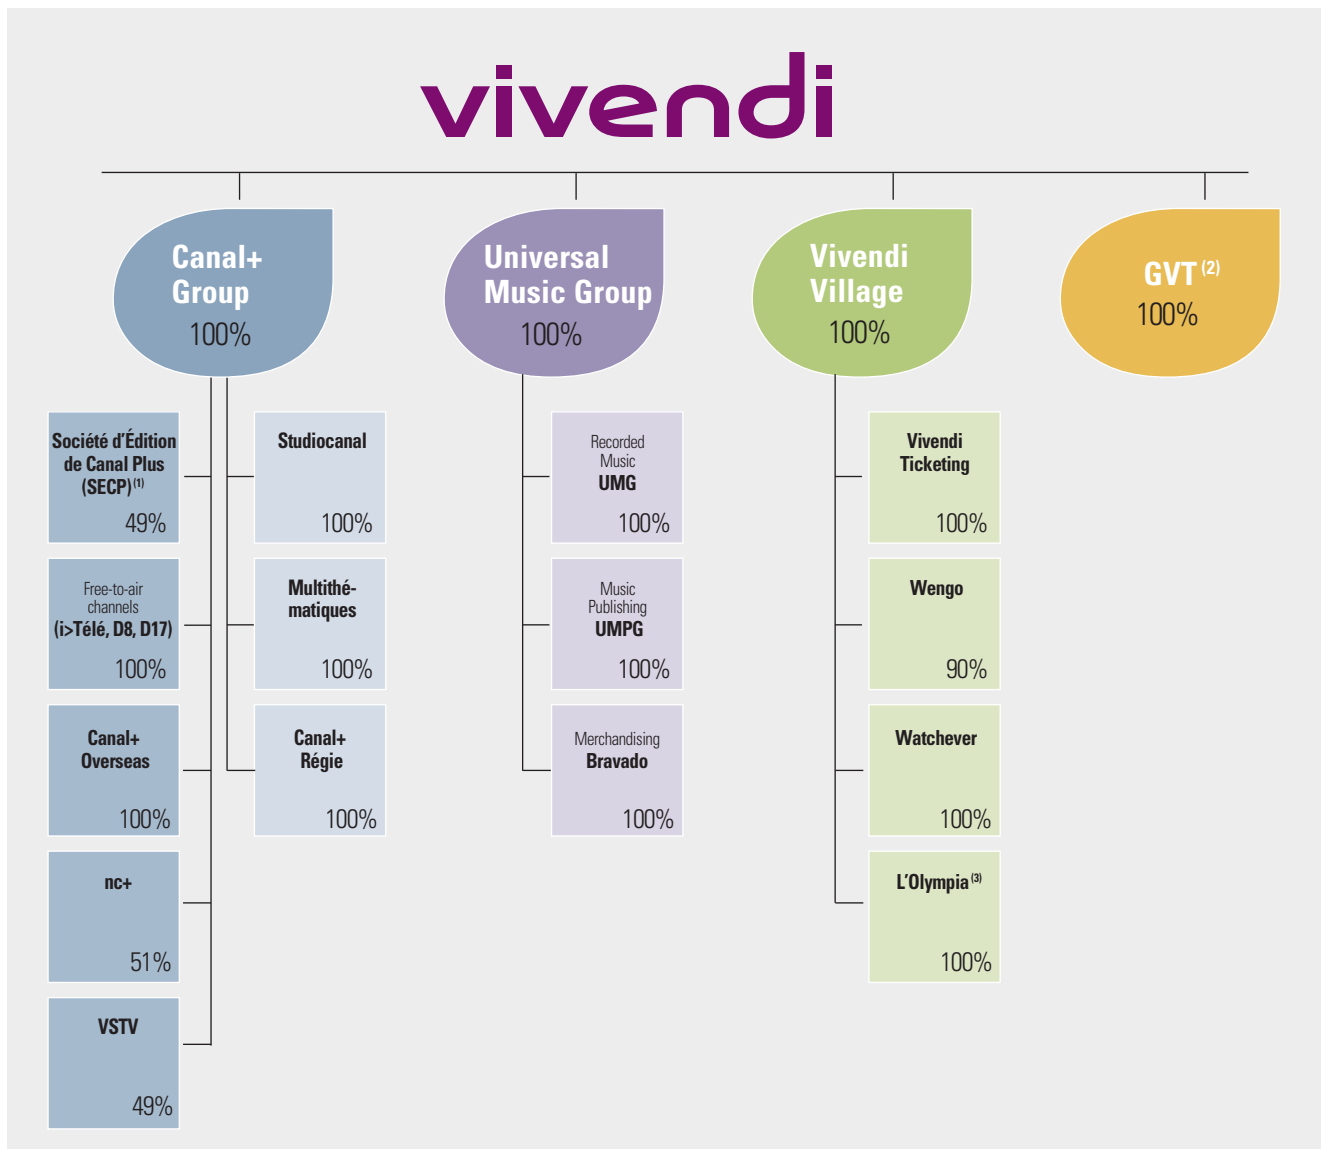 vivendi
Canal+
Group
100%
Universal
Music Group
100%
Vivendi
Village
100%
GVT (2)
100%
Société d'Édition
de Canal Plus
(SECP) (1)
49%
Free-to-air
channels
(i>Télé, D8, D17)
100%
Canal+
Overseas
100%
nc+
51%
VSTV
49%
Studiocanal
100%
Multithé-
matiques
100%
Canal+
Régie
100%
Recorded
Music
UMG
100%
Music
Publishing
UMPG
100%
Merchandising
Bravado
100%
Vivendi
Ticketing
100%
Wengo
90%
Watchever
100%
L'Olympia (3)
100%